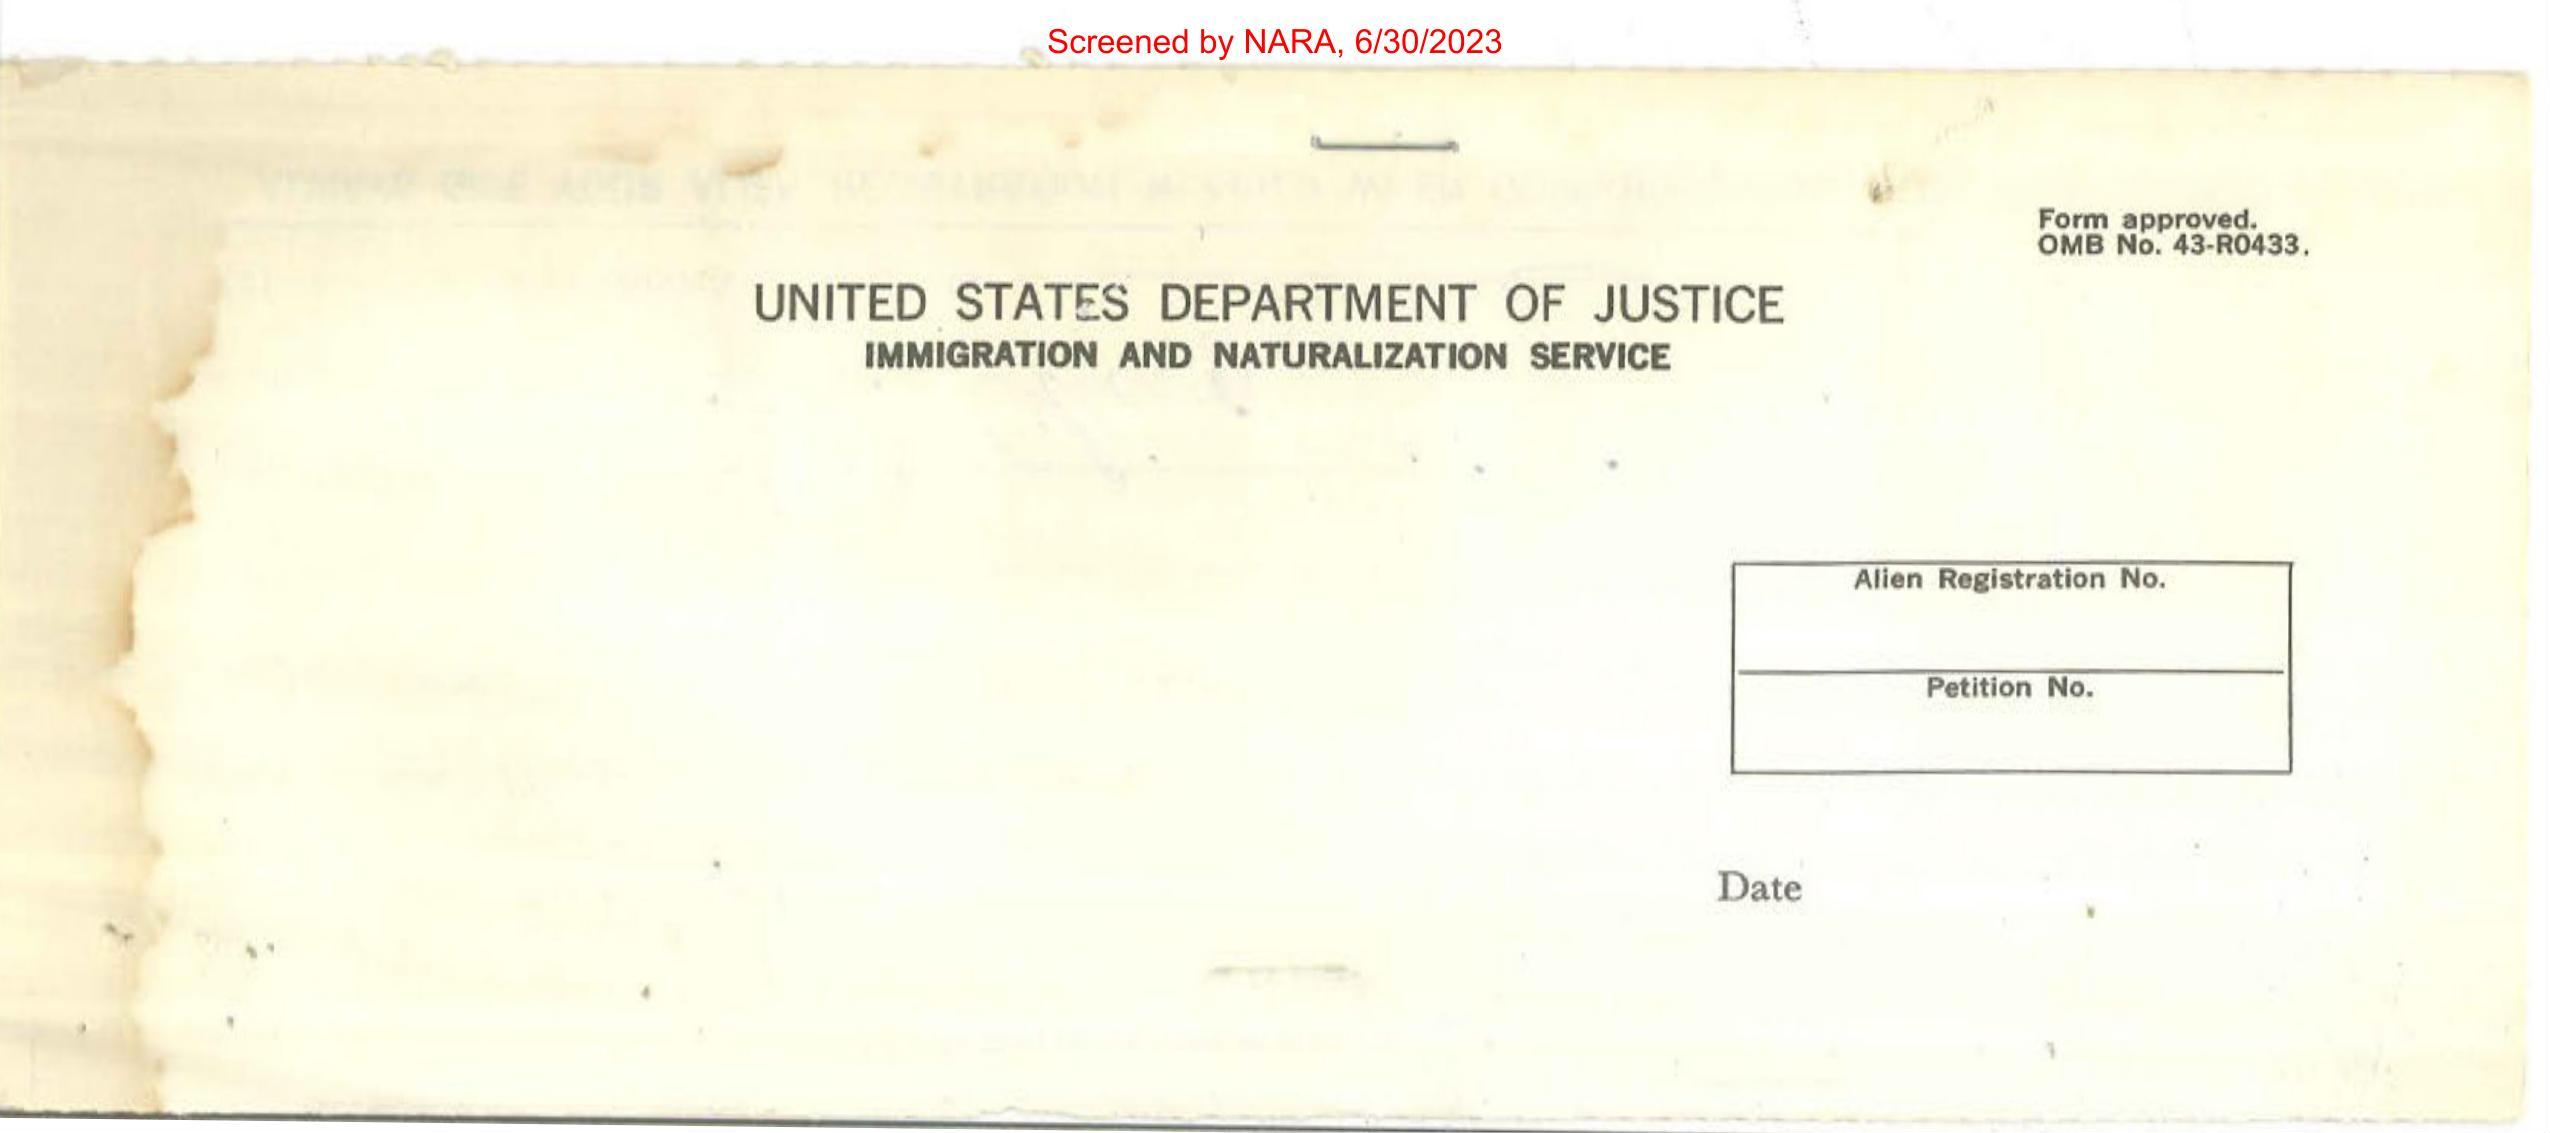 Screened by NARA, 6/30/2023
Form approved.
OMB No. 43-R0433.
UNITED STATES DEPARTMENT OF JUSTICE
IMMIGRATION AND NATURALIZATION SERVICE
Alien Registration No.
Petition No.
Date